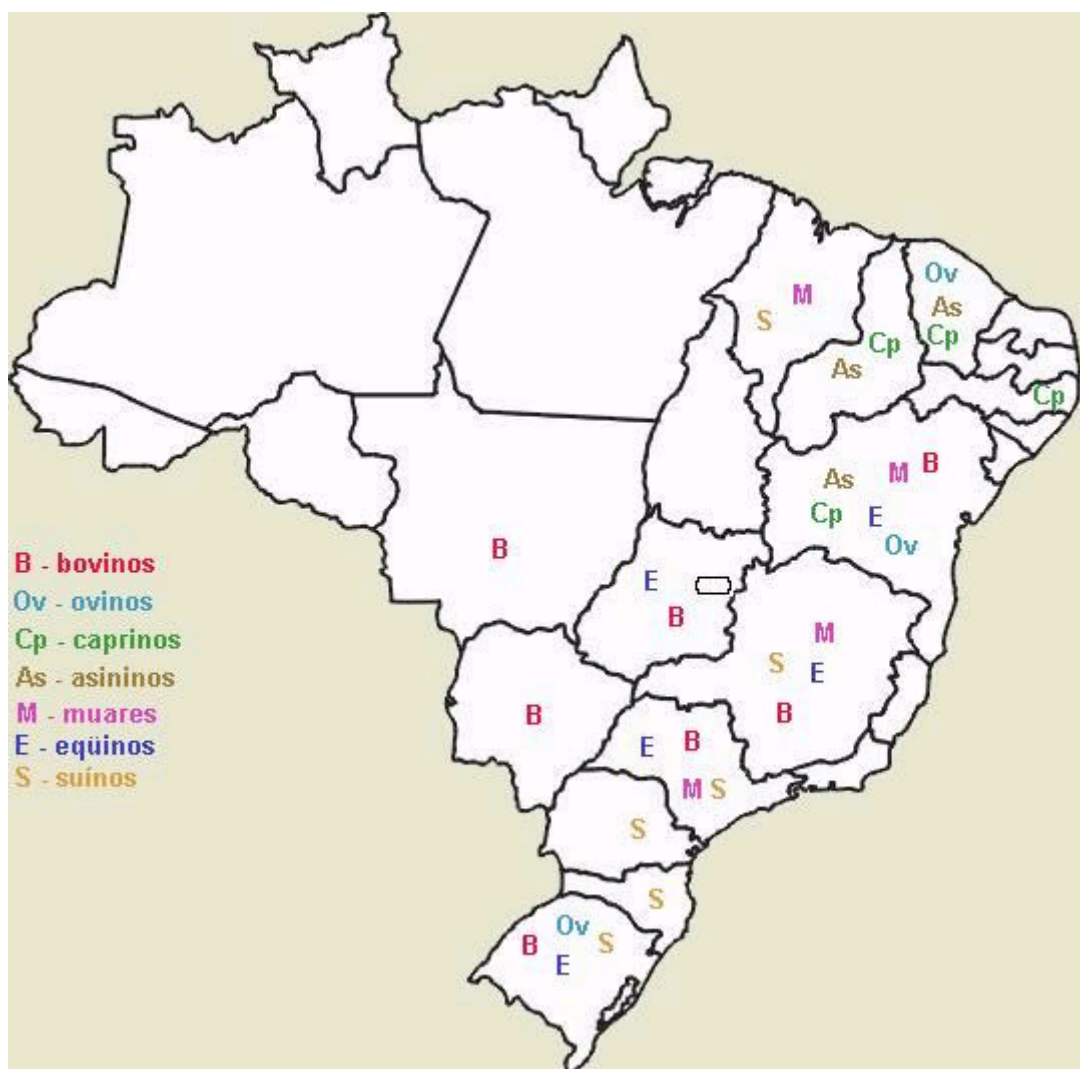 Ov
M
As
S
Cp
Cp
As
Cp
B
M
As
Cp
E
Ov
B
B - bovinos
E
Ov - ovinos
B
M
Cp - caprinos
S
E
As - asininos
B
B
M - muares
B
E
E - eqüinos
S - suínos
M S
S
S
Ov
B
S
E